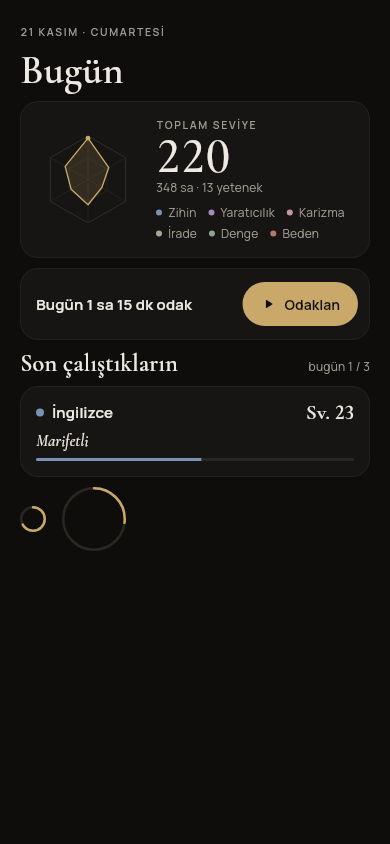 21 KASIM · CUMARTESİ
Bugün
TOPLAM SEVİYE
220
348 sa · 13 yetenek
Zihin Yaratıcılık Karizma
İrade Denge Beden
Bugün 1 sa 15 dk odak Odaklan
Son çalıştıkların bugün 1 / 3
İngilizce Sv. 23
Marifetli